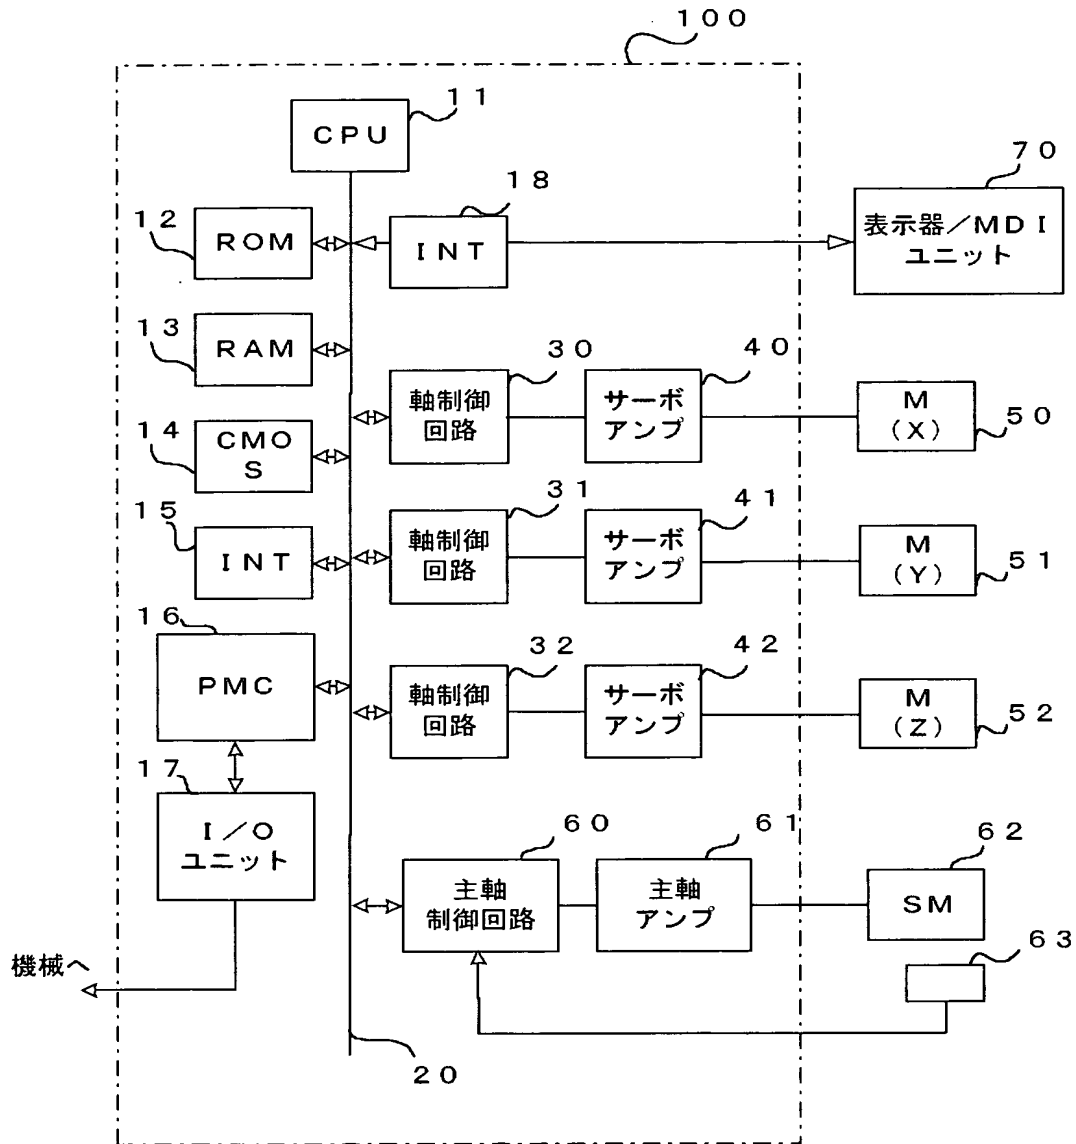 100
11
CPU
18
12
ROM
INT
70
表示器/MDI
ユニット
13
RAM
30
軸制御
回路
40
サーボ
アンプ
M
(X)
50
14
CMO
S
15
INT
31
軸制御
回路
41
サーボ
アンプ
M
(Y)
51
16
PMC
32
軸制御
回路
42
サーボ
アンプ
M
(Z)
52
17
I/O
ユニット
60
主軸
制御回路
61
主軸
アンプ
62
SM
63
機械へ
20